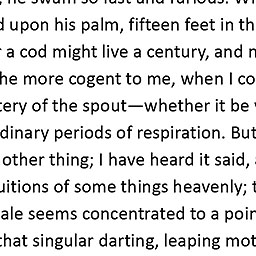 , he swam so fast and furious. W
d upon his palm, fifteen feet in th
a cod might live a century, and n
he more cogent to me, when I co
tery of the spout—whether it be
dinary periods of respiration. But
other thing; I have heard it said,
uitions of some things heavenly; t
ale seems concentrated to a poin
that singular darting, leaping mot